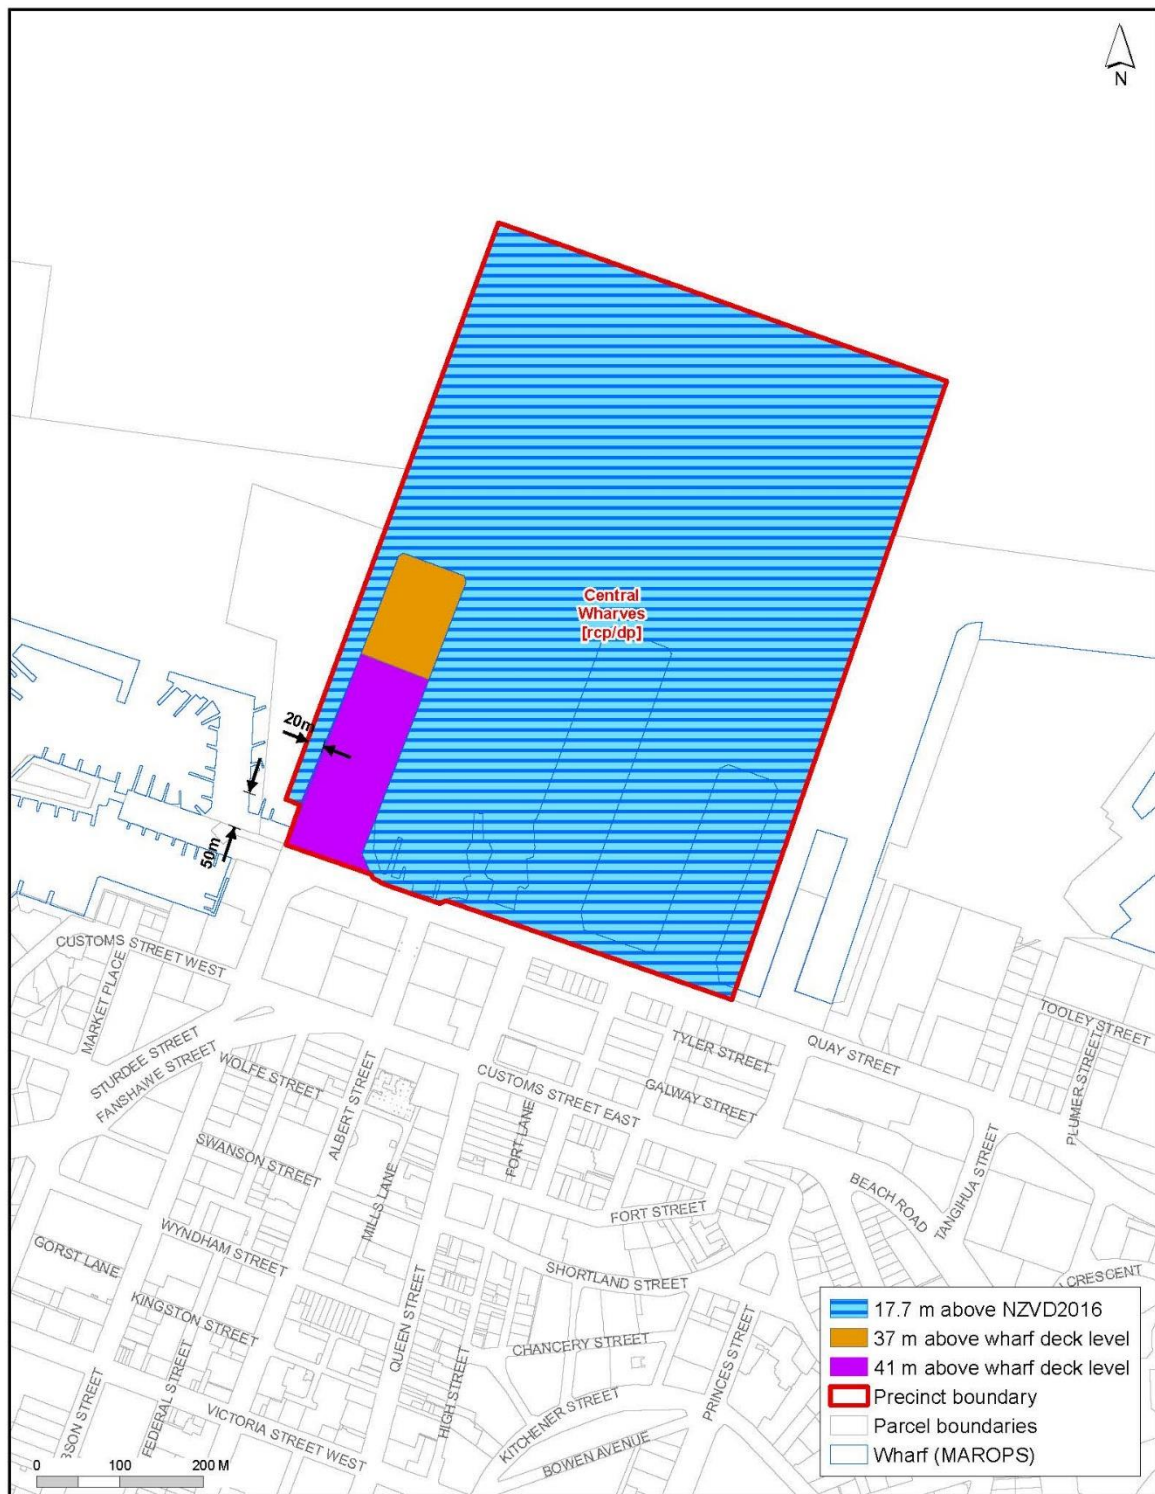 N
Central
Wharves
[rcp/dp]
20m
50m
CUSTOMS STREET WEST
MARKET PLACE
STURDEE STREET
FANSHAWE STREET
WOLFE STREET
ALBERT STREET
SWANSON STREET
MILLS LANE
WYNDHAM STREET
GORST LANE
KINGSTON STREET
FEDERAL STREET
VICTORIA STREET WEST
QUEEN STREET
HIGH STREET
CUSTOMS STREET EAST
FORT LANE
TYLER STREET
GALWAY STREET
QUAY STREET
TOOLEY STREET
PLUMER STREET
TANGIHUA STREET
BEACH ROAD
FORT STREET
SHORTLAND STREET
CHANCERY STREET
PRINCES STREET
KITCHENER STREET
BOWEN AVENUE
CRESCENT
BSON STREET
17.7 m above NZVD2016
37 m above wharf deck level
41 m above wharf deck level
Precinct boundary
Parcel boundaries
Wharf (MAROPS)
0 100 200 M